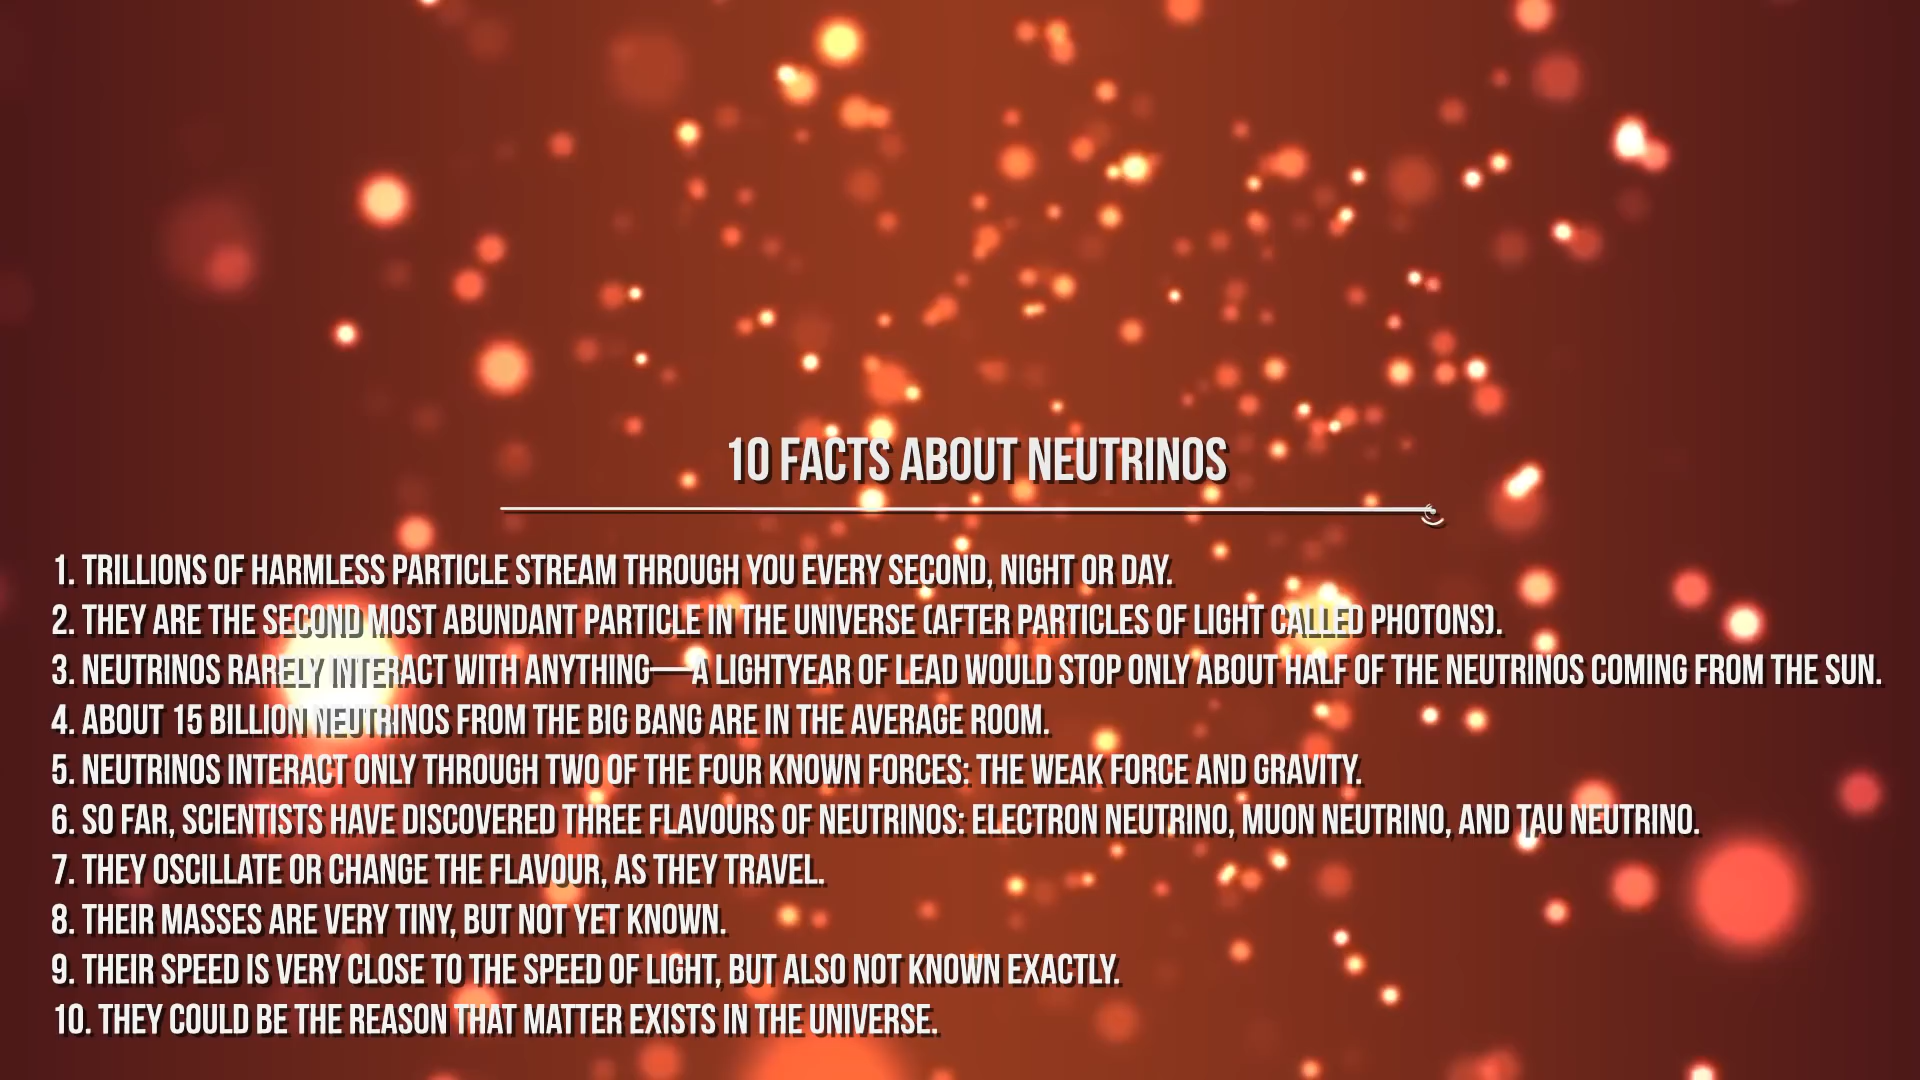 10 FACTS ABOUT NEUTRINOS
1. TRILLIONS OF HARMLESS PARTICLE STREAM THROUGH YOU EVERY SECOND, NIGHT OR DAY.
2. THEY ARE THE SECOND MOST ABUNDANT PARTICLE IN THE UNIVERSE (AFTER PARTICLES OF LIGHT CALLED PHOTONS).
3. NEUTRINOS RARELY INTERACT WITH ANYTHING—A LIGHTYEAR OF LEAD WOULD STOP ONLY ABOUT HALF OF THE NEUTRINOS COMING FROM THE SUN.
4. ABOUT 15 BILLION NEUTRINOS FROM THE BIG BANG ARE IN THE AVERAGE ROOM.
5. NEUTRINOS INTERACT ONLY THROUGH TWO OF THE FOUR KNOWN FORCES: THE WEAK FORCE AND GRAVITY.
6. SO FAR, SCIENTISTS HAVE DISCOVERED THREE FLAVOURS OF NEUTRINOS: ELECTRON NEUTRINO, MUON NEUTRINO, AND TAU NEUTRINO.
7. THEY OSCILLATE OR CHANGE THE FLAVOUR, AS THEY TRAVEL.
8. THEIR MASSES ARE VERY TINY, BUT NOT YET KNOWN.
9. THEIR SPEED IS VERY CLOSE TO THE SPEED OF LIGHT, BUT ALSO NOT KNOWN EXACTLY.
10. THEY COULD BE THE REASON THAT MATTER EXISTS IN THE UNIVERSE.